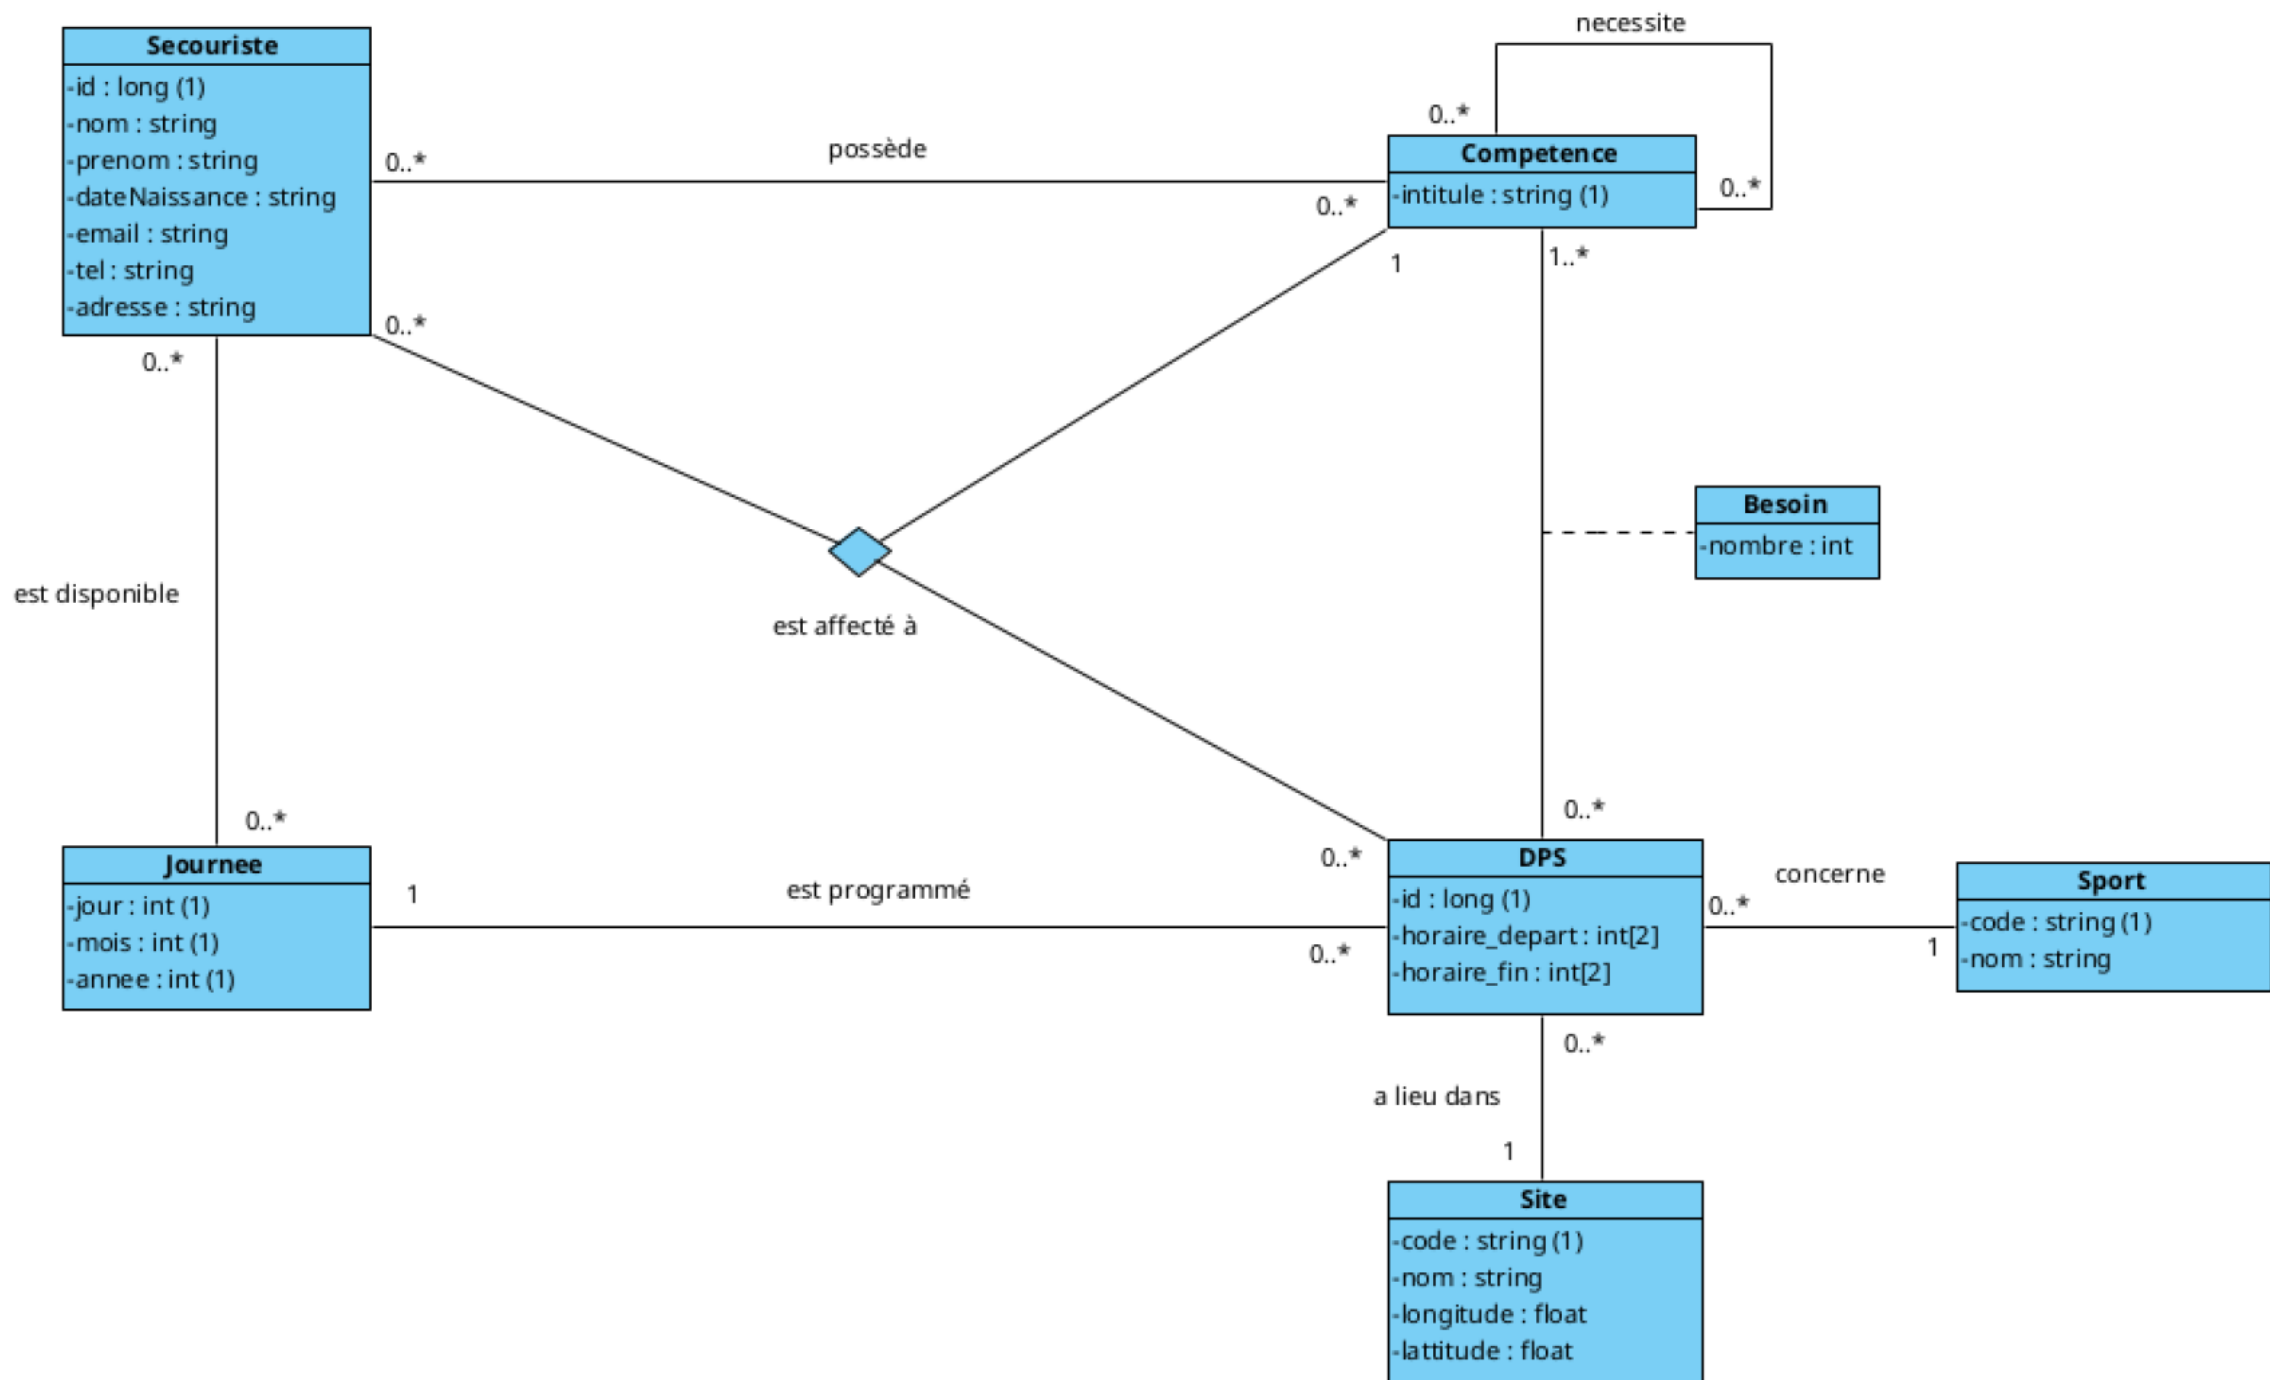 necessite
Secouriste
-id : long (1)
-nom : string
-prenom : string
-dateNaissance : string
-email : string
-tel : string
-adresse : string
0..*
possède
0..*
0..*
Competence
-intitule : string (1)
0..*
0..*
1
1..*
0..*
0..*
Besoin
-nombre : int
est disponible
est affecté à
0..*
0..*
0..*
Journee
-jour : int (1)
-mois : int (1)
-annee : int (1)
1
est programmé
0..*
DPS
-id : long (1)
-horaire_depart : int[2]
-horaire_fin : int[2]
concerne
0..*
1
Sport
-code : string (1)
-nom : string
0..*
a lieu dans
1
Site
-code : string (1)
-nom : string
-longitude : float
-lattitude : float